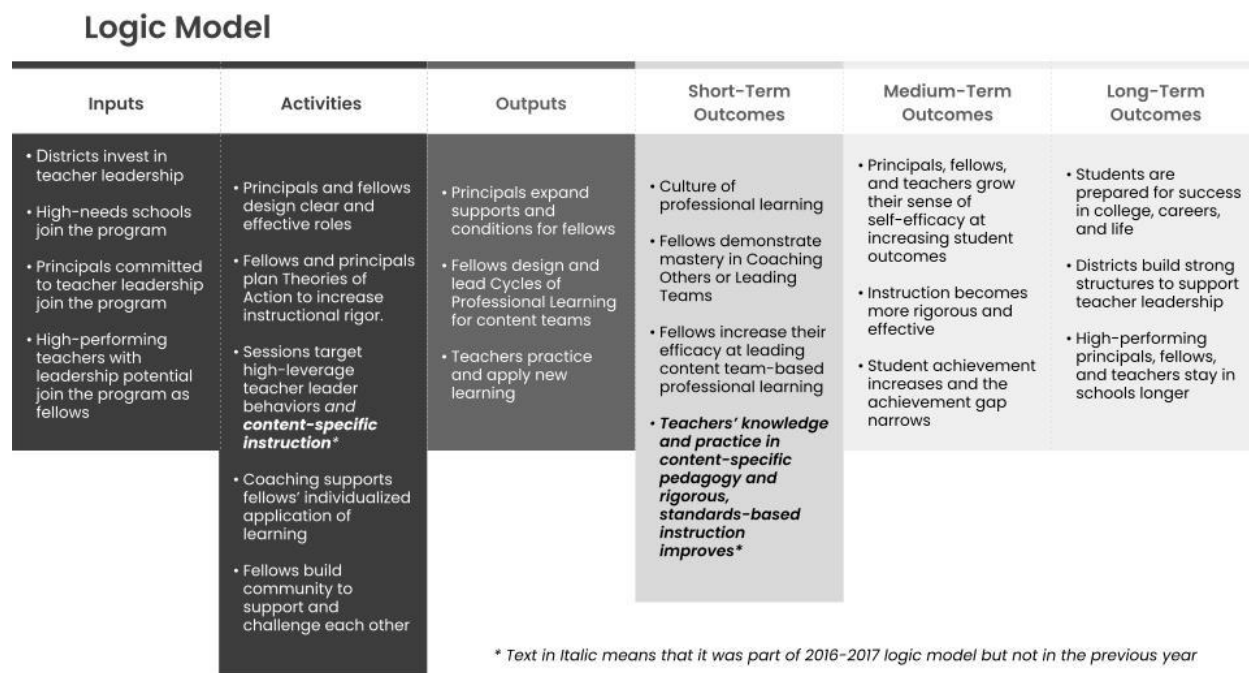 Logic Model
Inputs
• Districts invest in
teacher leadership
• High-needs schools
join the program
• Principals committed
to teacher leadership
join the program
• High-performing
teachers with
leadership potential
join the program as
fellows
Activities
• Principals and fellows
design clear and
effective roles
• Fellows and principals
plan Theories of
Action to increase
instructional rigor.
• Sessions target
high-leverage
teacher leader
behaviors and
content-specific
instruction*
• Coaching supports
fellows’ individualized
application of
learning
• Fellows build
community to
support and
challenge each other
Outputs
• Principals expand
supports and
conditions for fellows
• Fellows design and
lead Cycles of
Professional Learning
for content teams
• Teachers practice
and apply new
learning
Short-Term
Outcomes
• Culture of
professional learning
• Fellows demonstrate
mastery in Coaching
Others or Leading
Teams
• Fellows increase their
efficacy at leading
content team-based
professional learning
• Teachers’ knowledge
and practice in
content-specific
pedagogy and
rigorous,
standards-based
instruction
improves*
Medium-Term
Outcomes
• Principals, fellows,
and teachers grow
their sense of
self-efficacy at
increasing student
outcomes
• Instruction becomes
more rigorous and
effective
• Student achievement
increases and the
achievement gap
narrows
Long-Term
Outcomes
• Students are
prepared for success
in college, careers,
and life
• Districts build strong
structures to support
teacher leadership
• High-performing
principals, fellows,
and teachers stay in
schools longer
* Text in Italic means that it was part of 2016-2017 logic model but not in the previous year